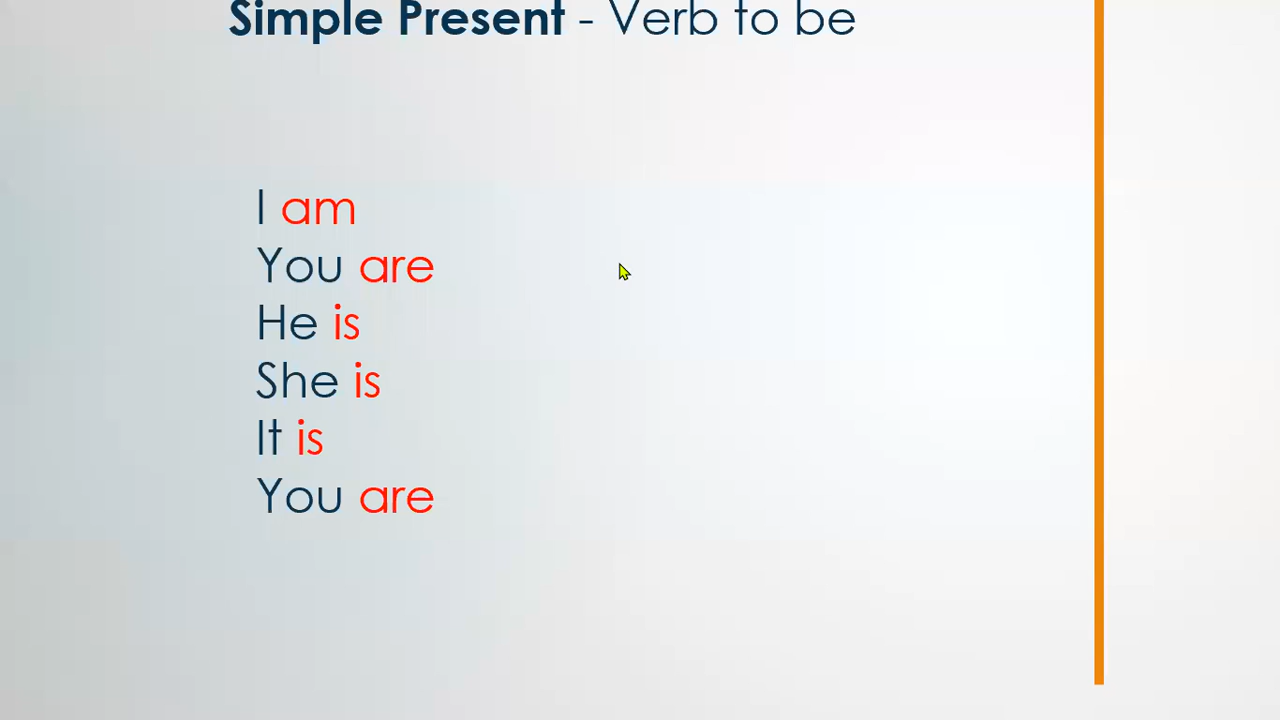 Simple Present - Verb to be
I am
You are
He is
She is
It is
You are